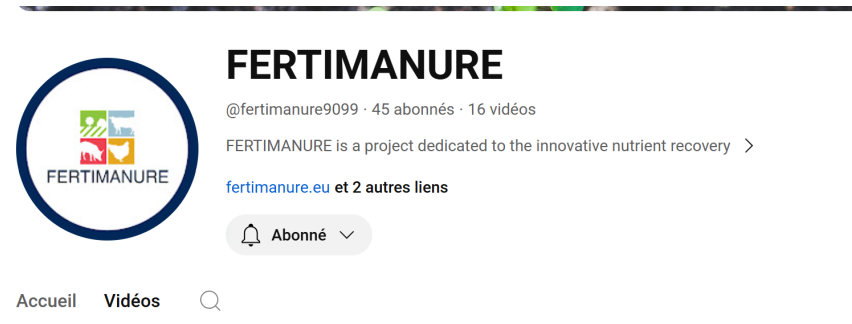 FERTIMANURE
FERTIMANURE
@fertimanure9099 · 45 abonnés · 16 vidéos
FERTIMANURE is a project dedicated to the innovative nutrient recovery
fertimanure.eu et 2 autres liens
Abonné
Accueil Vidéos